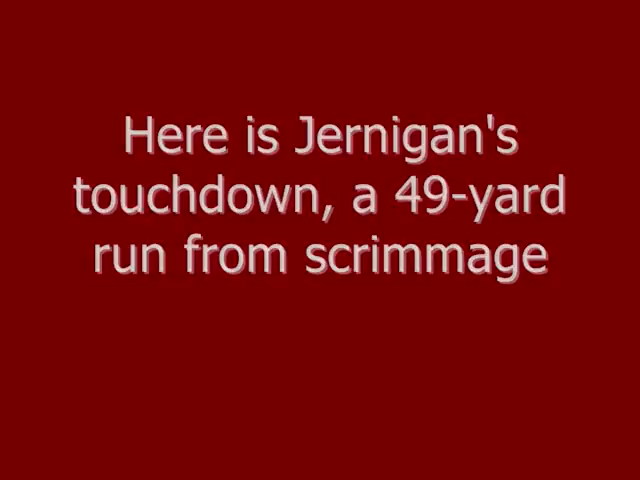 Here is Jernigan's
touchdown, a 49-yard
run from scrimmage